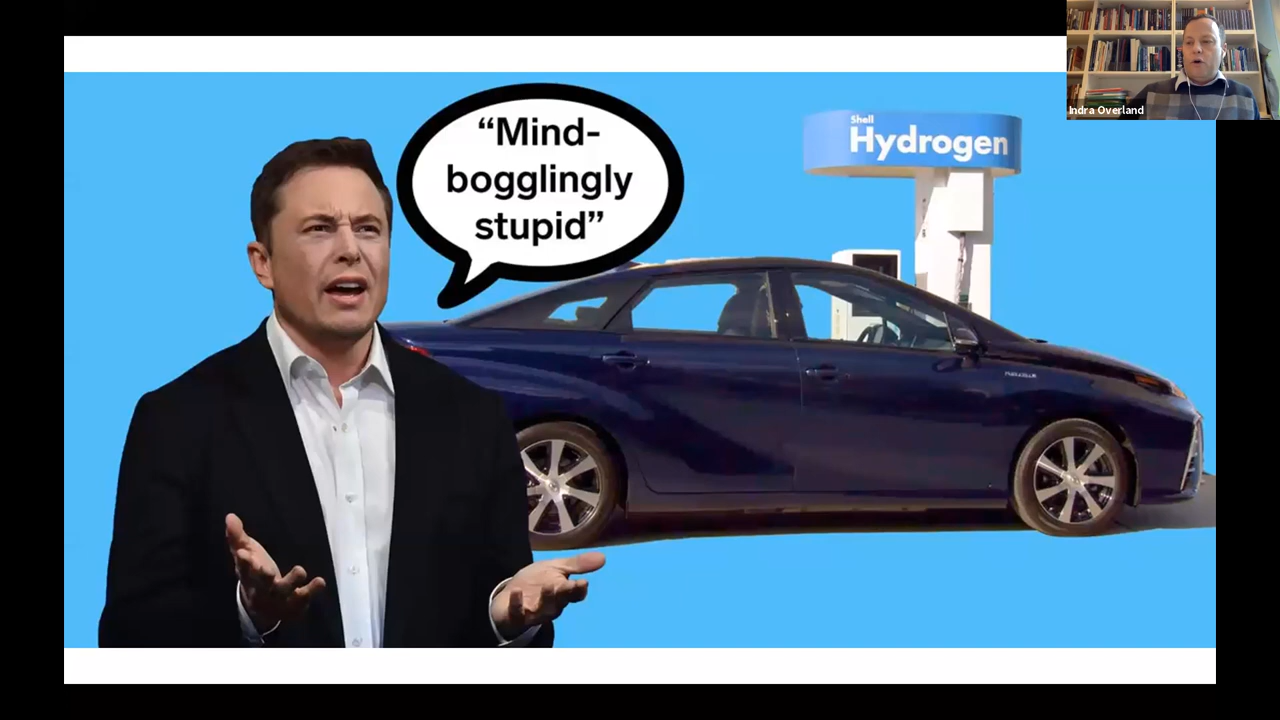 Indra Overland
“Mind-
bogglingly
stupid”
Shell
Hydrogen